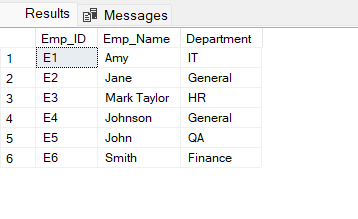 Results Messages
Emp_ID Emp_Name Department
1 E1 Amy IT
2 E2 Jane General
3 E3 Mark Taylor HR
4 E4 Johnson General
5 E5 John QA
6 E6 Smith Finance